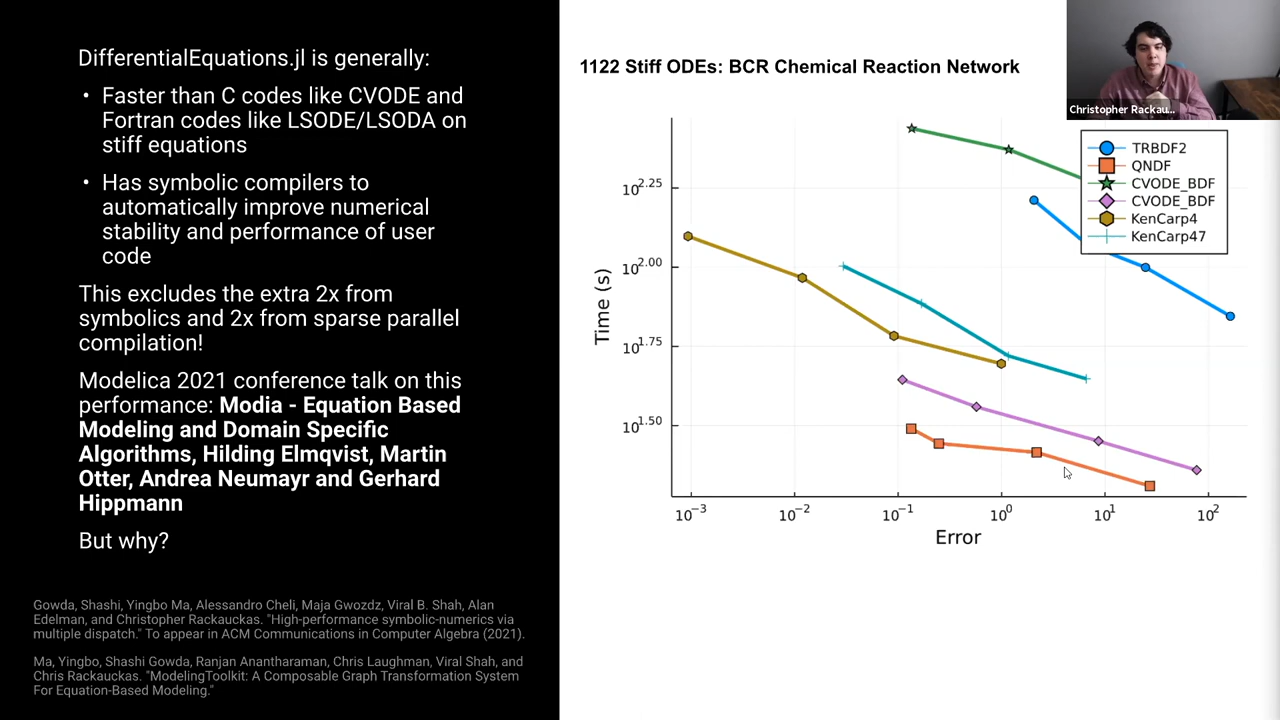 DifferentialEquations.jl is generally:
• Faster than C codes like CVODE and
Fortran codes like LSODE/LSODA on
stiff equations
• Has symbolic compilers to
automatically improve numerical
stability and performance of user
code
This excludes the extra 2x from
symbolics and 2x from sparse parallel
compilation!
Modelica 2021 conference talk on this
performance: Modia - Equation Based
Modeling and Domain Specific
Algorithms, Hilding Elmqvist, Martin
Otter, Andrea Neumayr and Gerhard
Hippmann
But why?
Gowda, Shashi, Yingbo Ma, Alessandro Cheli, Maja Gwozdz, Viral B. Shah, Alan
Edelman, and Christopher Rackauckas. "High-performance symbolic-numerics via
multiple dispatch." To appear in ACM Communications in Computer Algebra (2021).
Ma, Yingbo, Shashi Gowda, Ranjan Anantharaman, Chris Laughman, Viral Shah, and
Chris Rackauckas. "ModelingToolkit: A Composable Graph Transformation System
For Equation-Based Modeling."
1122 Stiff ODEs: BCR Chemical Reaction Network
Christopher Rackau...
TRBDF2
QNDF
CVODE_BDF
CVODE_BDF
KenCarp4
KenCarp47
Time (s)
10^2.25
10^2.00
10^1.75
10^1.50
10^-3 10^-2 10^-1 10^0 10^1 10^2
Error